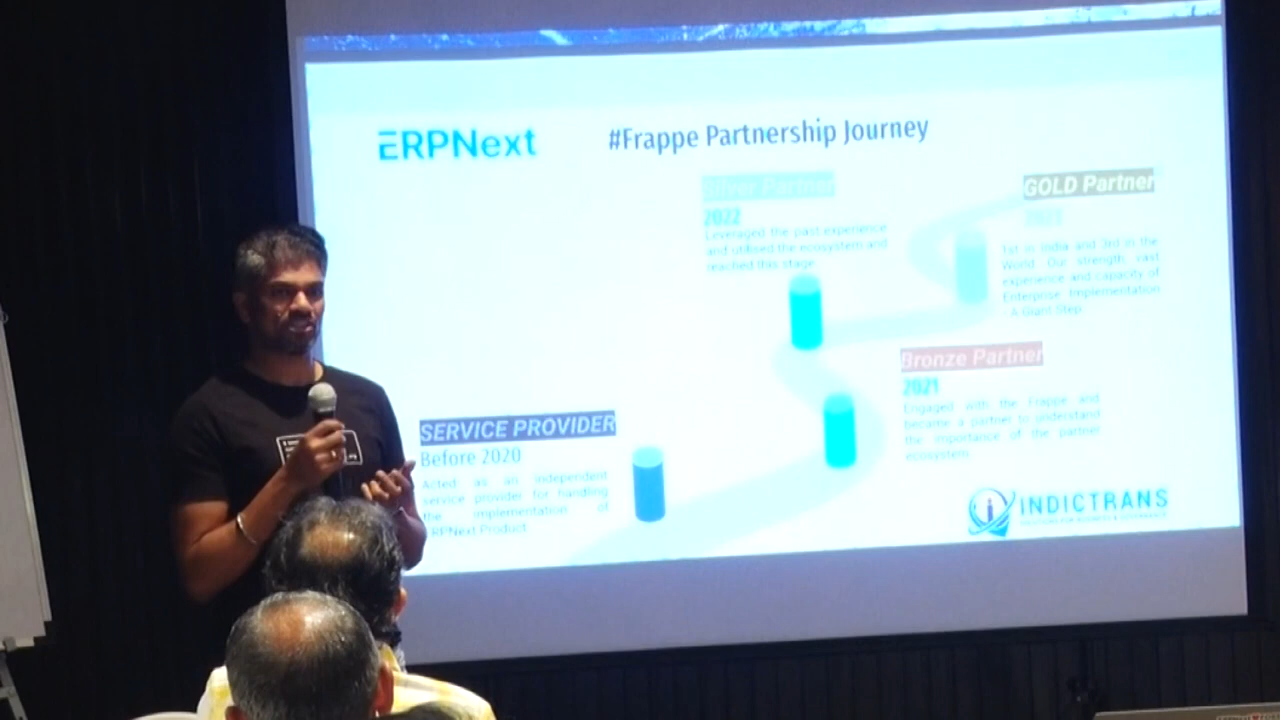 ERPNext
#Frappe Partnership Journey
Silver Partner
2022
Leveraged the past experience
and utilised the ecosystem and
reached this stage
GOLD Partner
1st in India and 3rd in the
World. Our strength vast
experience and capacity of
Enterprise Implementation
- A Giant Step
Bronze Partner
2021
Engaged with the Frappe and
became a partner to understand
the importance of the partner
ecosystem
SERVICE PROVIDER
Before 2020
Acted as an independent
service provider for handling
the implementation of
ERPNext Product
INDICTRANS